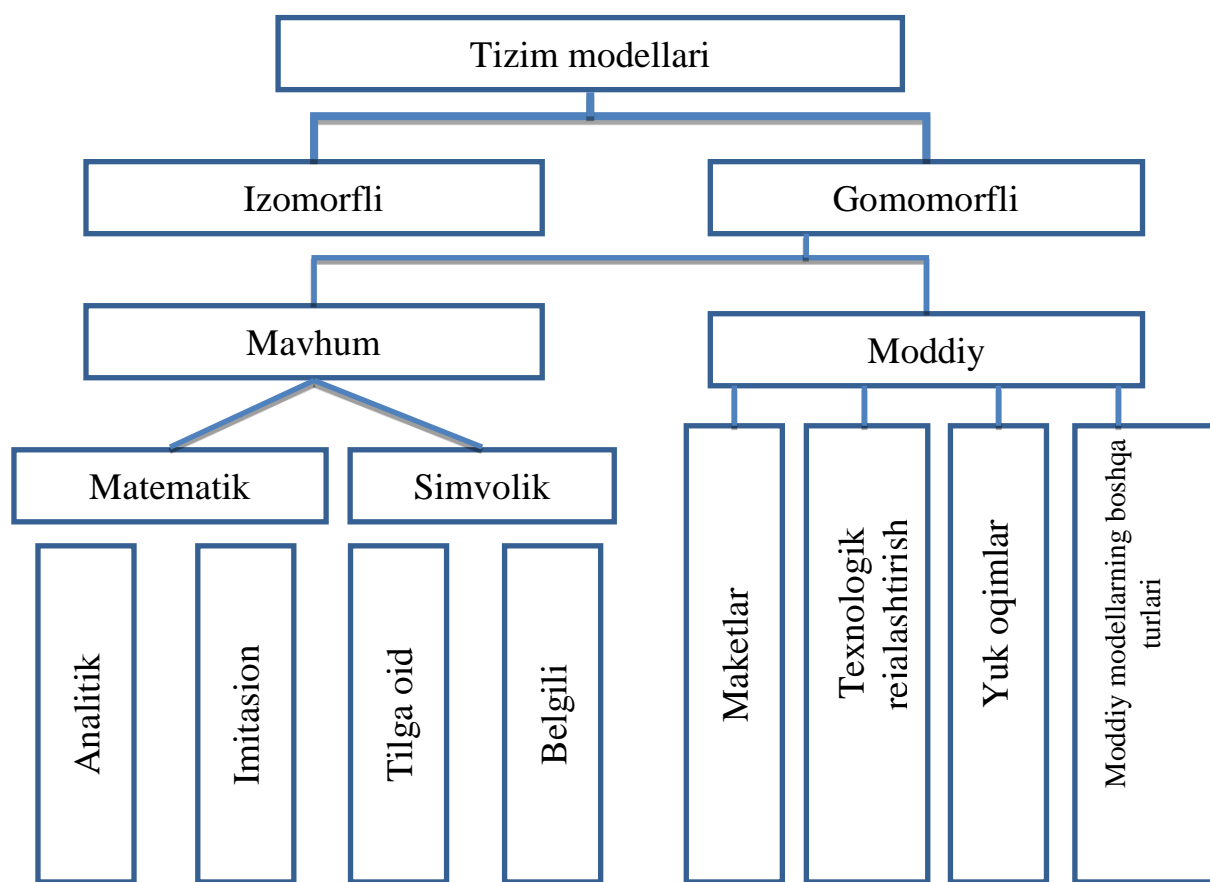 Tizim modellari
Izomorfli
Gomomorfli
Mavhum
Moddiy
Matematik
Simvolik
Analitik
Imitasion
Tilga oid
Belgili
Maketlar
Texnologik
rejalashtirish
Yuk oqimlar
Moddiy modellarning boshqa
turlari